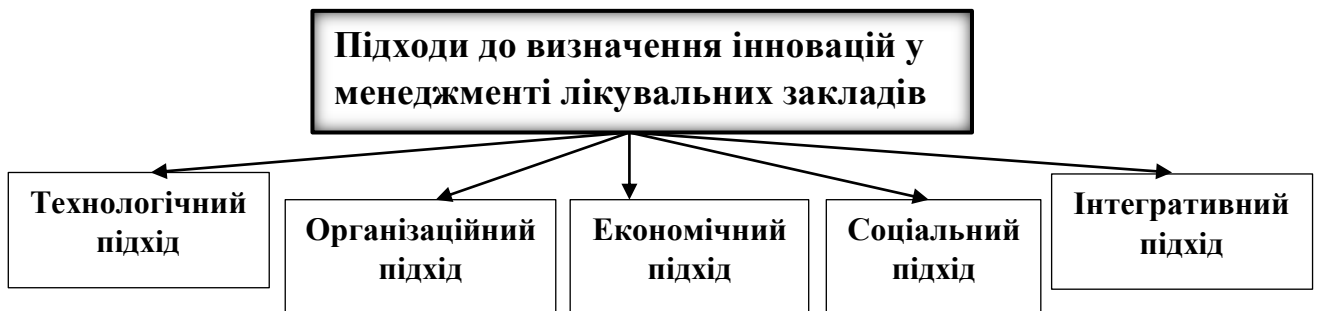 Підходи до визначення інновацій у
менеджменті лікувальних закладів
Технологічний
підхід
Організаційний
підхід
Економічний
підхід
Соціальний
підхід
Інтегративний
підхід